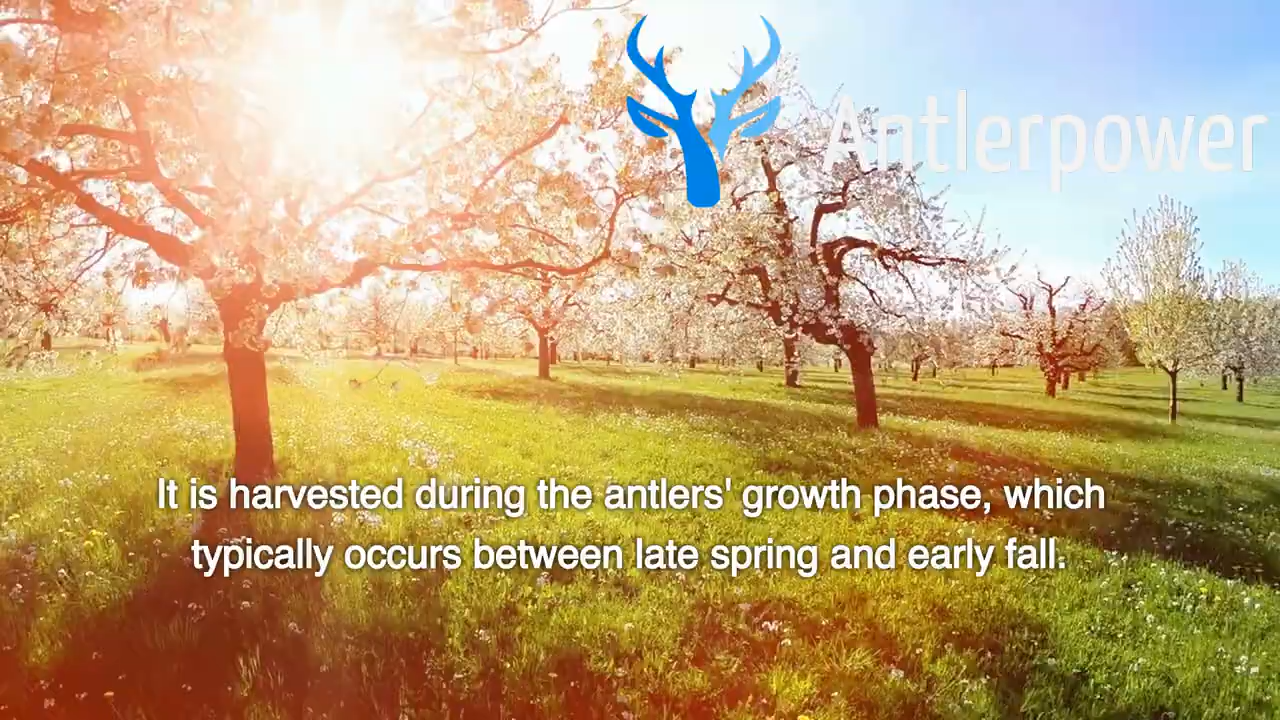 Antlerpower
It is harvested during the antlers' growth phase, which
typically occurs between late spring and early fall.